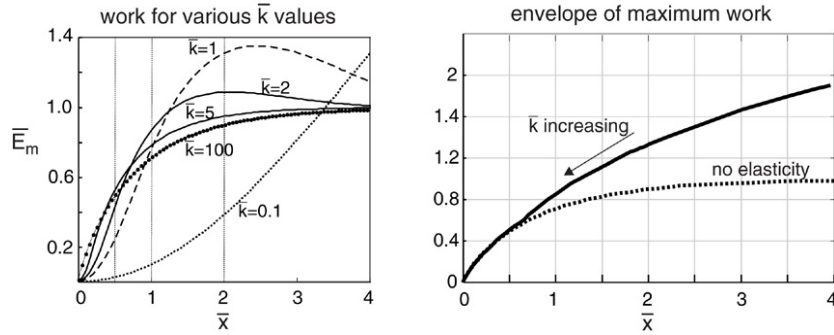 work for various k̅ values
1.4
1.0
0.6
0.2
E̅m
k̅=1
k̅=2
k̅=5
k̅=100
k̅=0.1
0 1 2 3 4
x̅
envelope of maximum work
2
1.4
1.2
0.8
0.4
0
k̅ increasing
no elasticity
0 1 2 3 4
x̅